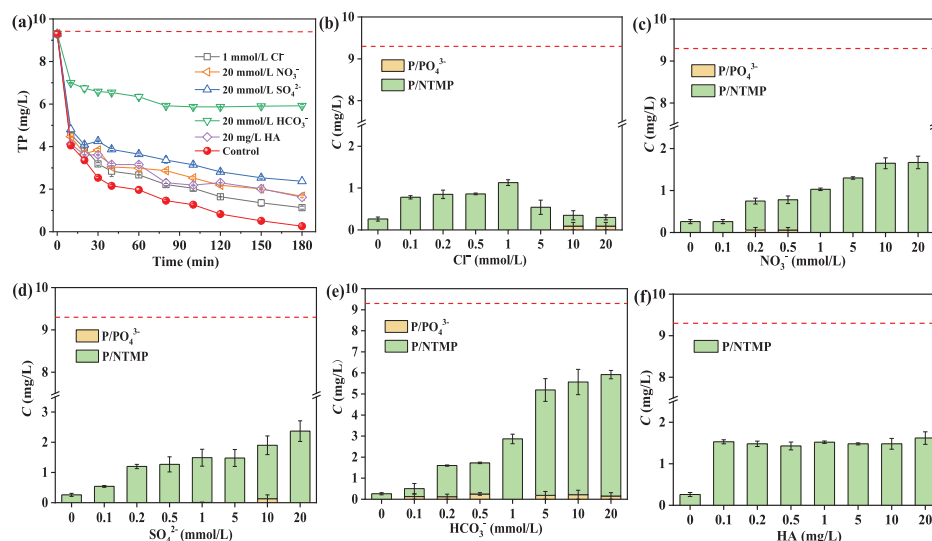 (a)
TP (mg/L)
10
8
6
4
2
0
1 mmol/L Cl⁻
20 mmol/L NO₃⁻
20 mmol/L SO₄²⁻
20 mmol/L HCO₃⁻
20 mg/L HA
Control
0 30 60 90 120 150 180
Time (min)
(b)
C (mg/L)
10
9
8
2
1
0
P/PO₄³⁻
P/NTMP
0 0.1 0.2 0.5 1 5 10 20
Cl⁻ (mmol/L)
(c)
C (mg/L)
10
9
8
3
2
1
0
P/PO₄³⁻
P/NTMP
0 0.1 0.2 0.5 1 5 10 20
NO₃⁻ (mmol/L)
(d)
C (mg/L)
10
9
8
3
2
1
0
P/PO₄³⁻
P/NTMP
0 0.1 0.2 0.5 1 5 10 20
SO₄²⁻ (mmol/L)
(e)
C (mg/L)
10
9
8
7
6
5
4
3
2
1
0
P/PO₄³⁻
P/NTMP
0 0.1 0.2 0.5 1 5 10 20
HCO₃⁻ (mmol/L)
(f)
C (mg/L)
10
9
8
2
1
0
P/NTMP
0 0.1 0.2 0.5 1 5 10 20
HA (mg/L)